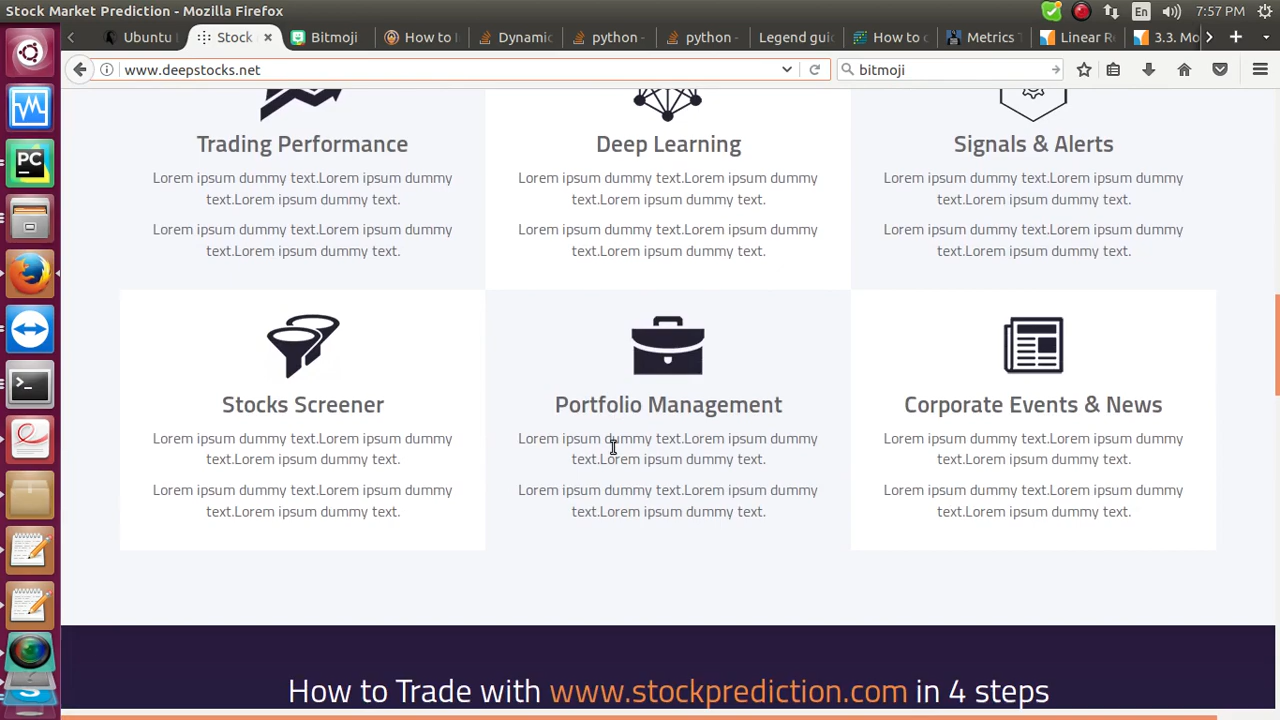 Stock Market Prediction - Mozilla Firefox
En
7:57 PM
Ubuntu
Stock
Bitmoji
How to
Dynamic
python -
python -
Legend gui
How to
Metrics
Linear R
3.3. Mo
www.deepstocks.net
bitmoji
Trading Performance
Deep Learning
Signals & Alerts
Lorem ipsum dummy text.Lorem ipsum dummy
text.Lorem ipsum dummy text.
Lorem ipsum dummy text.Lorem ipsum dummy
text.Lorem ipsum dummy text.
Lorem ipsum dummy text.Lorem ipsum dummy
text.Lorem ipsum dummy text.
Lorem ipsum dummy text.Lorem ipsum dummy
text.Lorem ipsum dummy text.
Lorem ipsum dummy text.Lorem ipsum dummy
text.Lorem ipsum dummy text.
Lorem ipsum dummy text.Lorem ipsum dummy
text.Lorem ipsum dummy text.
Stocks Screener
Portfolio Management
Corporate Events & News
Lorem ipsum dummy text.Lorem ipsum dummy
text.Lorem ipsum dummy text.
Lorem ipsum dummy text.Lorem ipsum dummy
text.Lorem ipsum dummy text.
Lorem ipsum dummy text.Lorem ipsum dummy
text.Lorem ipsum dummy text.
Lorem ipsum dummy text.Lorem ipsum dummy
text.Lorem ipsum dummy text.
Lorem ipsum dummy text.Lorem ipsum dummy
text.Lorem ipsum dummy text.
Lorem ipsum dummy text.Lorem ipsum dummy
text.Lorem ipsum dummy text.
How to Trade with www.stockprediction.com in 4 steps
PC